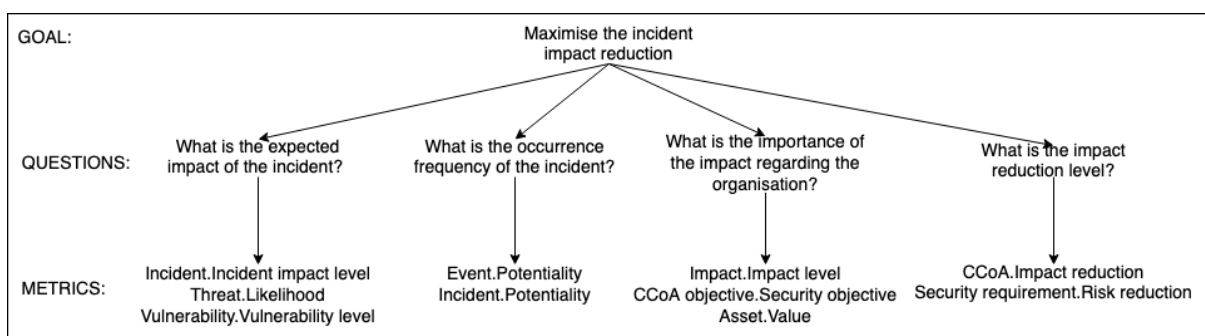 GOAL:
Maximise the incident
impact reduction
QUESTIONS:
What is the expected
impact of the incident?
What is the occurrence
frequency of the incident?
What is the importance of
the impact regarding the
organisation?
What is the impact
reduction level?
METRICS:
Incident.Incident impact level
Threat.Likelihood
Vulnerability.Vulnerability level
Event.Potentiality
Incident.Potentiality
Impact.Impact level
CCoA objective.Security objective
Asset.Value
CCoA.Impact reduction
Security requirement.Risk reduction